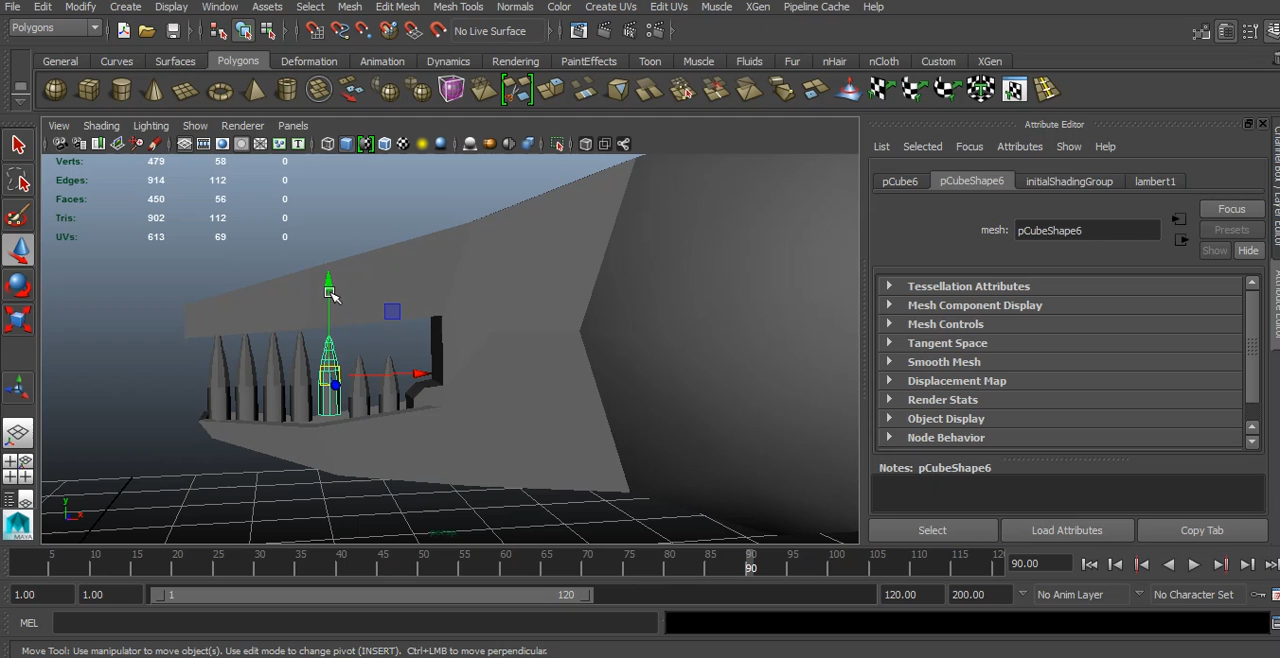 File Edit Modify Create Display Window Assets Select Mesh Edit Mesh Mesh Tools Normals Color Create UVs Edit UVs Muscle XGen Pipeline Cache Help
Polygons No Live Surface
General Curves Surfaces Polygons Deformation Animation Dynamics Rendering PaintEffects Toon Muscle Fluids Fur nHair nCloth Custom XGen
View Shading Lighting Show Renderer Panels
Attribute Editor
List Selected Focus Attributes Show Help
Verts: 479 58 0
Edges: 914 112 0
Faces: 450 56 0
Tris: 902 112 0
UVs: 613 69 0
pCube6 pCubeShape6 initialShadingGroup lambert1
mesh: pCubeShape6
Focus
Presets
Show Hide
Tessellation Attributes
Mesh Component Display
Mesh Controls
Tangent Space
Smooth Mesh
Displacement Map
Render Stats
Object Display
Node Behavior
Notes: pCubeShape6
Select Load Attributes Copy Tab
y
MAYA
5 10 15 20 25 30 35 40 45 50 55 60 65 70 75 80 85 90 95 100 105 110 115
90
90.00
1.00 1.00 1 120 120.00 200.00 No Anim Layer No Character Set
MEL
Move Tool: Use manipulator to move object(s). Use edit mode to change pivot (INSERT). Ctrl+LMB to move perpendicular.